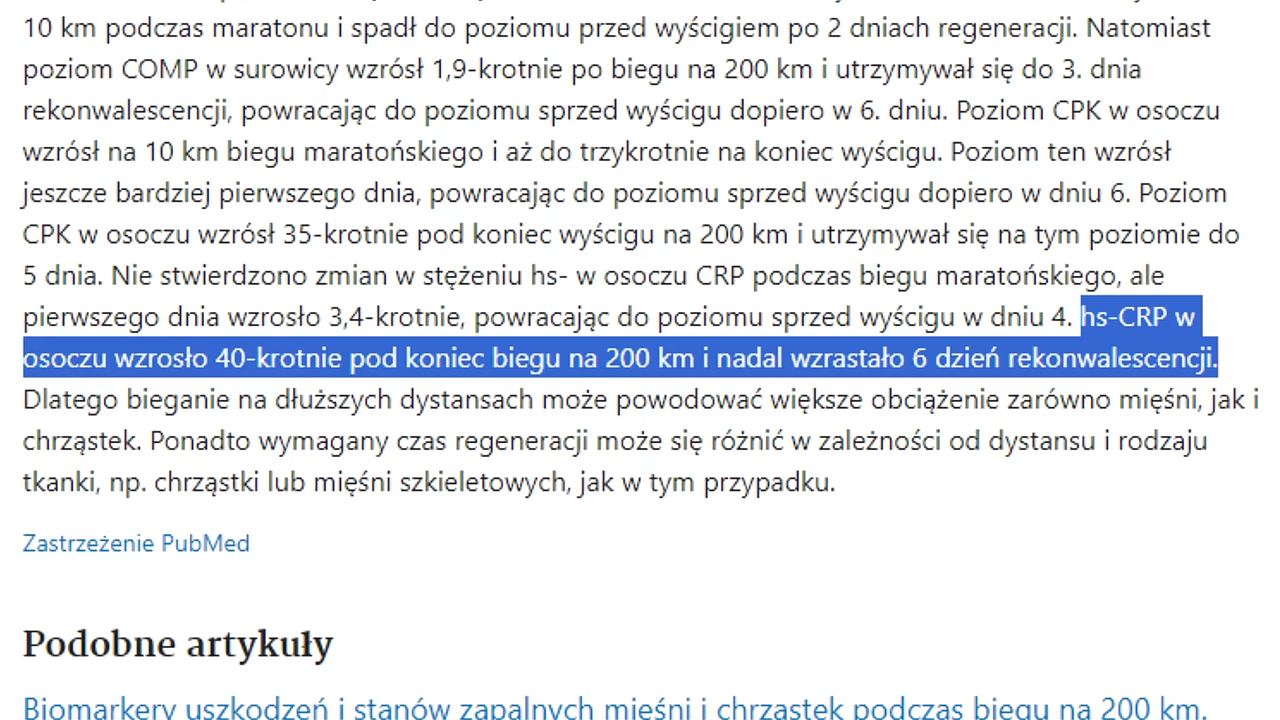 10 km podczas maratonu i spadł do poziomu przed wyścigiem po 2 dniach regeneracji. Natomiast
poziom COMP w surowicy wzrósł 1,9-krotnie po biegu na 200 km i utrzymywał się do 3. dnia
rekonwalescencji, powracając do poziomu sprzed wyścigu dopiero w 6. dniu. Poziom CPK w osoczu
wzrósł na 10 km biegu maratońskiego i aż do trzykrotnie na koniec wyścigu. Poziom ten wzrósł
jeszcze bardziej pierwszego dnia, powracając do poziomu sprzed wyścigu dopiero w dniu 6. Poziom
CPK w osoczu wzrósł 35-krotnie pod koniec wyścigu na 200 km i utrzymywał się na tym poziomie do
5 dnia. Nie stwierdzono zmian w stężeniu hs- w osoczu CRP podczas biegu maratońskiego, ale
pierwszego dnia wzrosło 3,4-krotnie, powracając do poziomu sprzed wyścigu w dniu 4. hs-CRP w
osoczu wzrosło 40-krotnie pod koniec biegu na 200 km i nadal wzrastało 6 dzień rekonwalescencji.
Dlatego bieganie na dłuższych dystansach może powodować większe obciążenie zarówno mięśni, jak i
chrząstek. Ponadto wymagany czas regeneracji może się różnić w zależności od dystansu i rodzaju
tkanki, np. chrząstki lub mięśni szkieletowych, jak w tym przypadku.
Zastrzeżenie PubMed
Podobne artykuły
Biomarkery uszkodzeń i stanów zapalnych mięśni i chrząstek podczas biegu na 200 km.